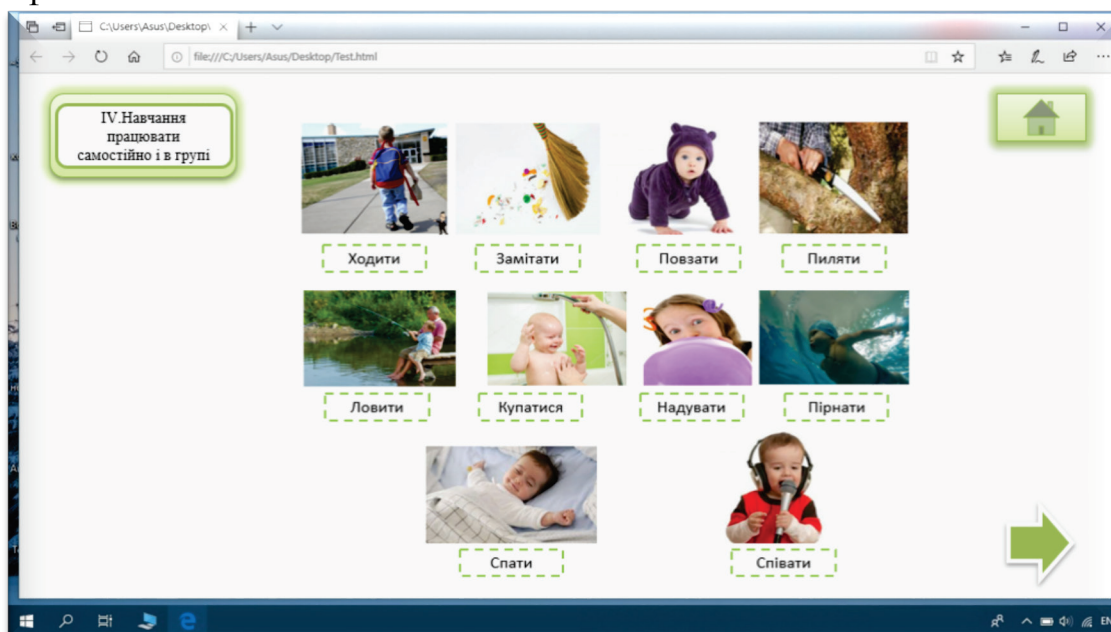 C:\Users\Asus\Desktop\
file:///C:/Users/Asus/Desktop/Test.html
IV.Навчання
працювати
самостійно і в групі
Ходити
Замітати
Повзати
Пиляти
Ловити
Купатися
Надувати
Пірнати
Спати
Співати